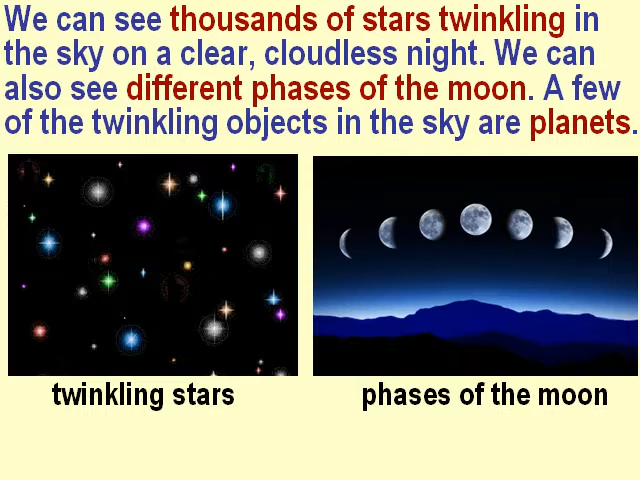 We can see thousands of stars twinkling in
the sky on a clear, cloudless night. We can
also see different phases of the moon. A few
of the twinkling objects in the sky are planets.
twinkling stars
phases of the moon